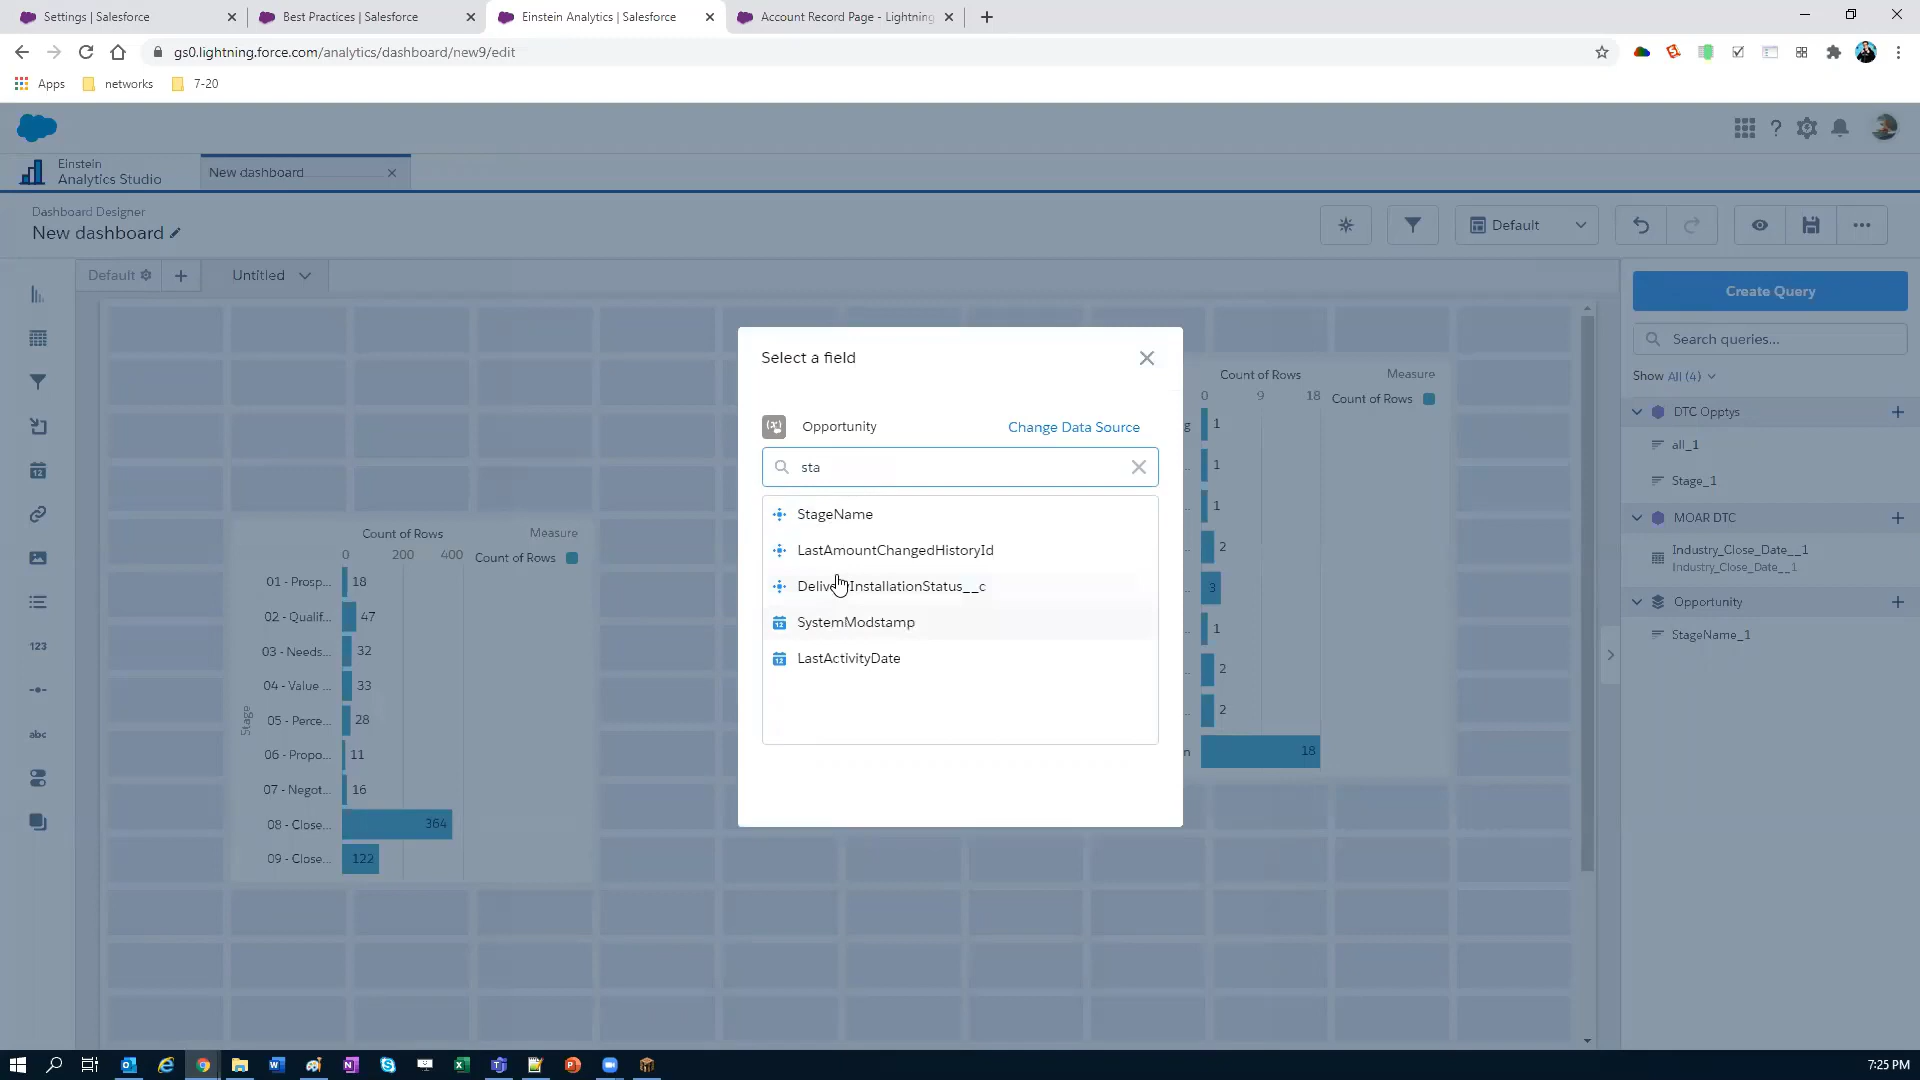 Settings | Salesforce
Best Practices | Salesforce
Einstein Analytics | Salesforce
Account Record Page - Lightning
gs0.lightning.force.com/analytics/dashboard/new9/edit
Apps
networks
7-20
Einstein
Analytics Studio
New dashboard
Dashboard Designer
New dashboard
Default
Default
Untitled
Create Query
Search queries...
Show All (4)
DTC Opptys
all_1
Stage_1
MOAR DTC
Industry_Close_Date__1
Industry_Close_Date__1
Opportunity
StageName_1
123
abc
Count of Rows
Measure
0 200 400
Count of Rows
Stage
01 - Prosp... 18
02 - Qualif... 47
03 - Needs... 32
04 - Value ... 33
05 - Perce... 28
06 - Propo... 11
07 - Negot... 16
08 - Close... 364
09 - Close... 122
Select a field
Opportunity
Change Data Source
sta
StageName
LastAmountChangedHistoryId
InstallationStatus__c
12 SystemModstamp
12 LastActivityDate
Count of Rows
Measure
0 9 18
Count of Rows
g 1
1
1
2
3
1
2
2
n 18
7:25 PM